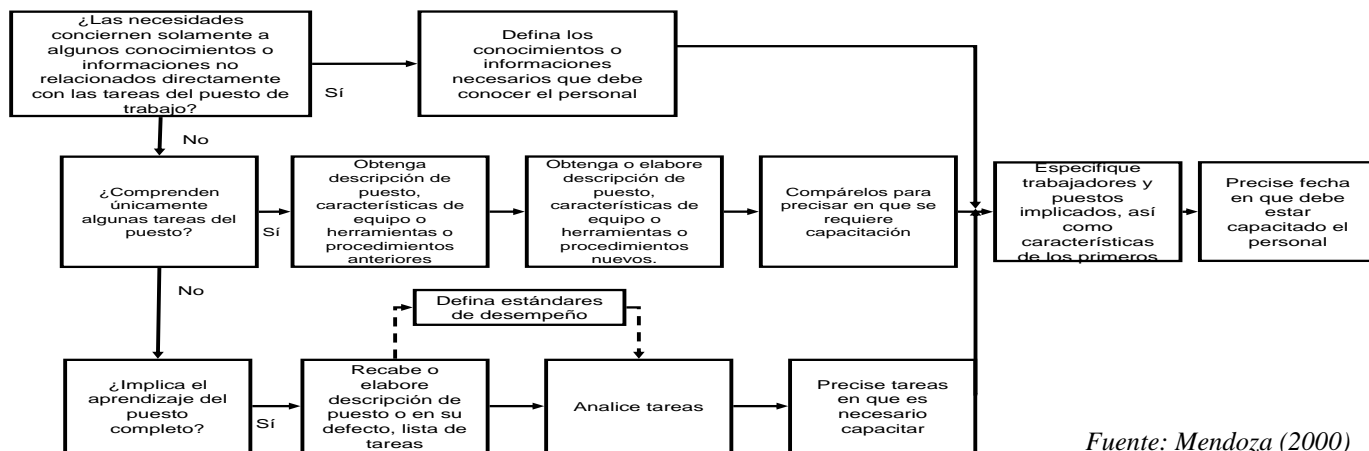 ¿Las necesidades
conciernen solamente a
algunos conocimientos o
informaciones no
relacionados directamente
con las tareas del puesto de
trabajo?
Sí
Defina los
conocimientos o
informaciones
necesarios que debe
conocer el personal
No
¿Comprenden
únicamente
algunas tareas del
puesto?
Sí
Obtenga
descripción de
puesto,
características de
equipo o
herramientas o
procedimientos
anteriores
Obtenga o elabore
descripción de
puesto,
características de
equipo o
herramientas o
procedimientos
nuevos.
Compárelos para
precisar en que se
requiere
capacitación
Especifique
trabajadores y
puestos
implicados, así
como
características
de los primeros
Precise fecha
en que debe
estar
capacitado el
personal
No
Defina estándares
de desempeño
¿Implica el
aprendizaje del
puesto
completo?
Sí
Recabe o
elabore
descripción de
puesto o en su
defecto, lista de
tareas
Analice tareas
Precise tareas
en que es
necesario
capacitar
Fuente: Mendoza (2000)